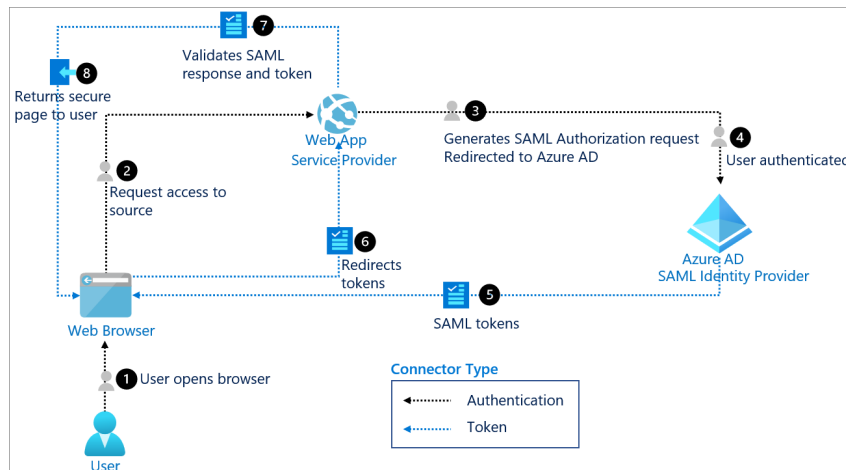 7
Validates SAML
response and token
8
Returns secure
page to user
3
Web App
Service Provider
Generates SAML Authorization request
Redirected to Azure AD
4
User authenticated
2
Request access to
source
6
Redirects
tokens
Azure AD
SAML Identity Provider
5
SAML tokens
Web Browser
1
User opens browser
User
Connector Type
Authentication
Token